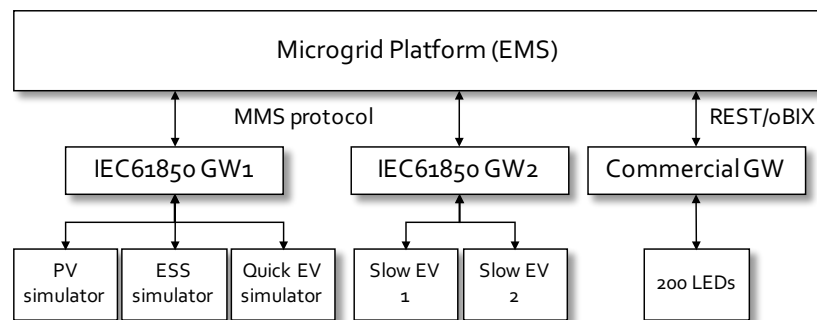 Microgrid Platform (EMS)
MMS protocol
REST/oBIX
IEC61850 GW1
IEC61850 GW2
Commercial GW
PV
simulator
ESS
simulator
Quick EV
simulator
Slow EV
1
Slow EV
2
200 LEDs